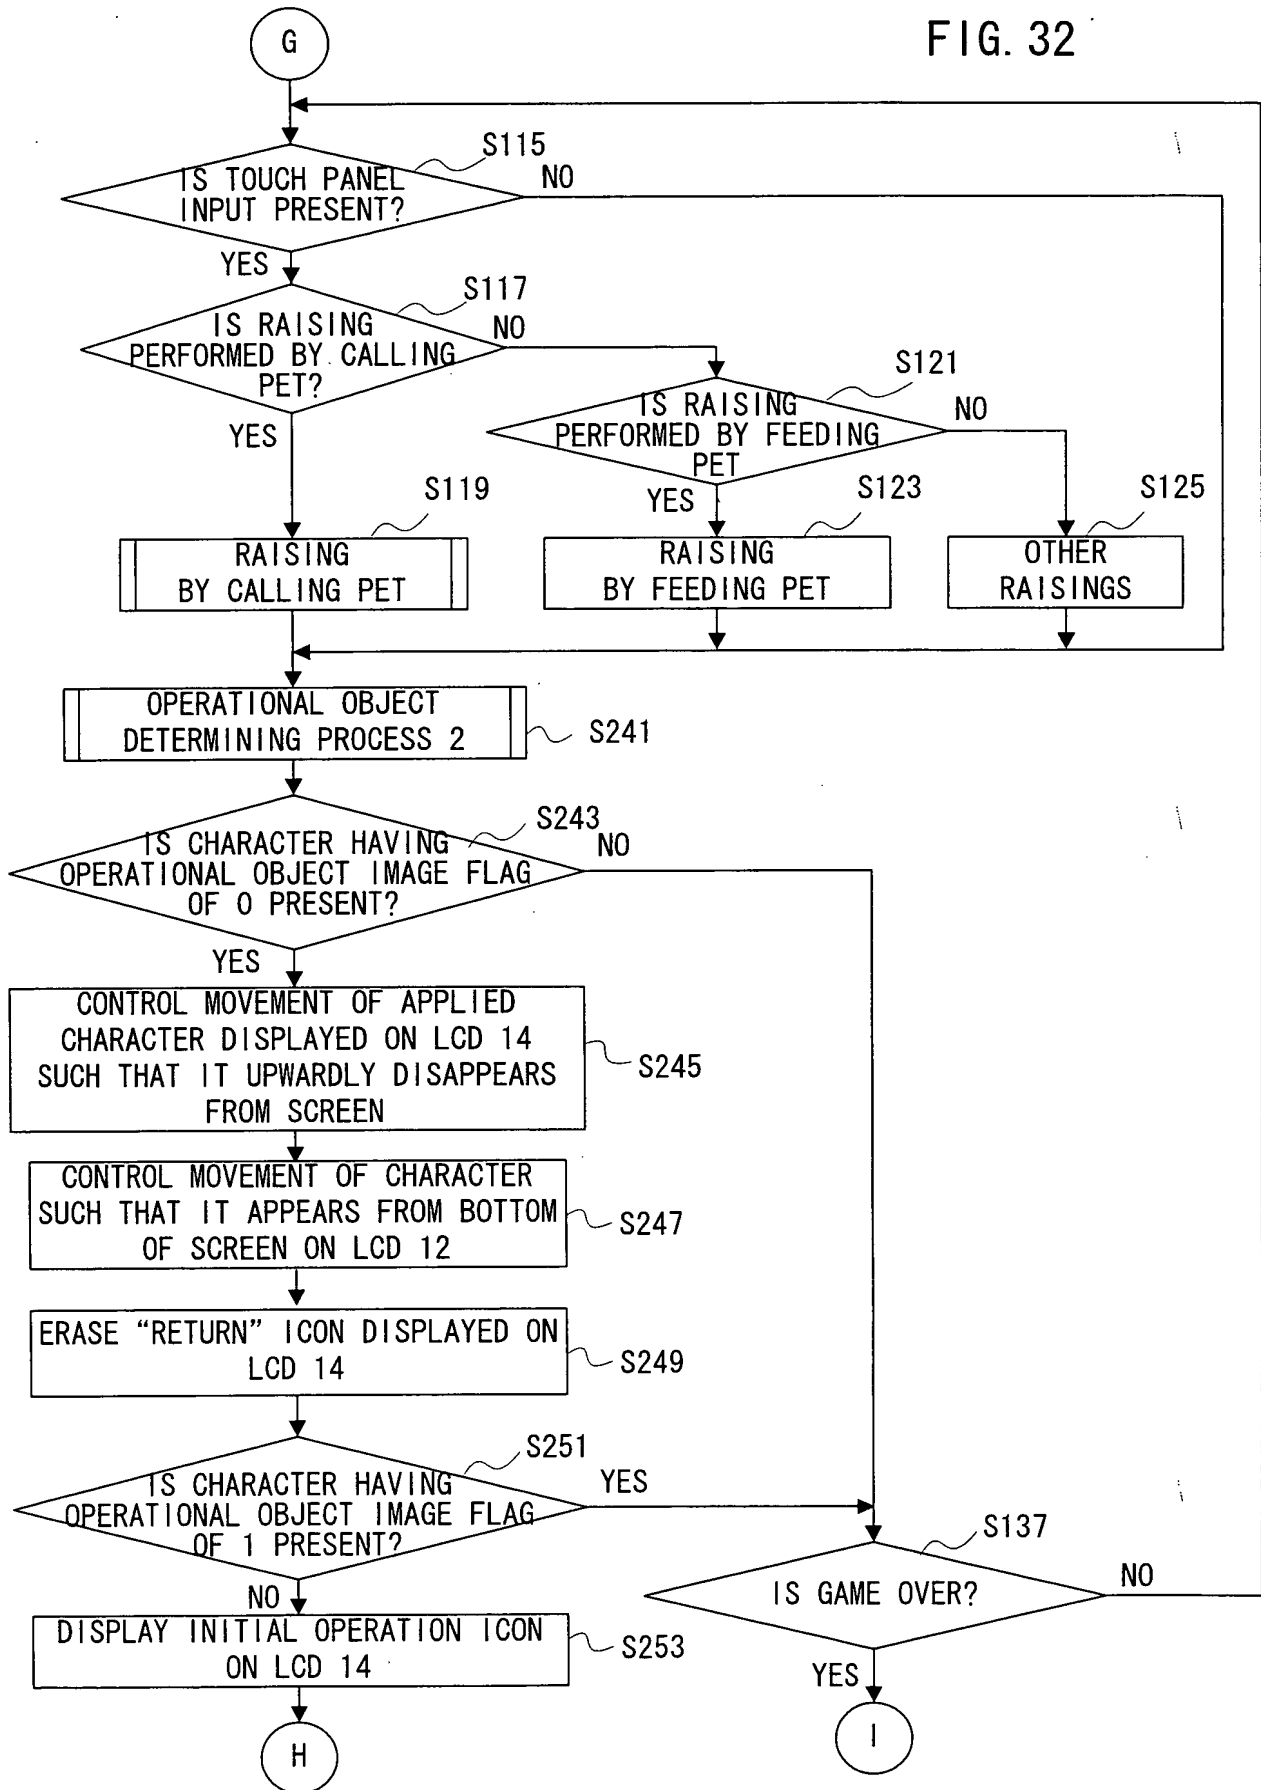 G
FIG. 32
S115
IS TOUCH PANEL
INPUT PRESENT?
NO
YES
S117
IS RAISING
PERFORMED BY CALLING
PET?
NO
YES
S121
IS RAISING
PERFORMED BY FEEDING
PET
NO
YES
S119
RAISING
BY CALLING PET
S123
RAISING
BY FEEDING PET
S125
OTHER
RAISINGS
OPERATIONAL OBJECT
DETERMINING PROCESS 2
S241
S243
IS CHARACTER HAVING
OPERATIONAL OBJECT IMAGE FLAG
OF 0 PRESENT?
NO
YES
CONTROL MOVEMENT OF APPLIED
CHARACTER DISPLAYED ON LCD 14
SUCH THAT IT UPWARDLY DISAPPEARS
FROM SCREEN
S245
CONTROL MOVEMENT OF CHARACTER
SUCH THAT IT APPEARS FROM BOTTOM
OF SCREEN ON LCD 12
S247
ERASE “RETURN” ICON DISPLAYED ON
LCD 14
S249
S251
IS CHARACTER HAVING
OPERATIONAL OBJECT IMAGE FLAG
OF 1 PRESENT?
YES
NO
S137
IS GAME OVER?
NO
YES
DISPLAY INITIAL OPERATION ICON
ON LCD 14
S253
H
I